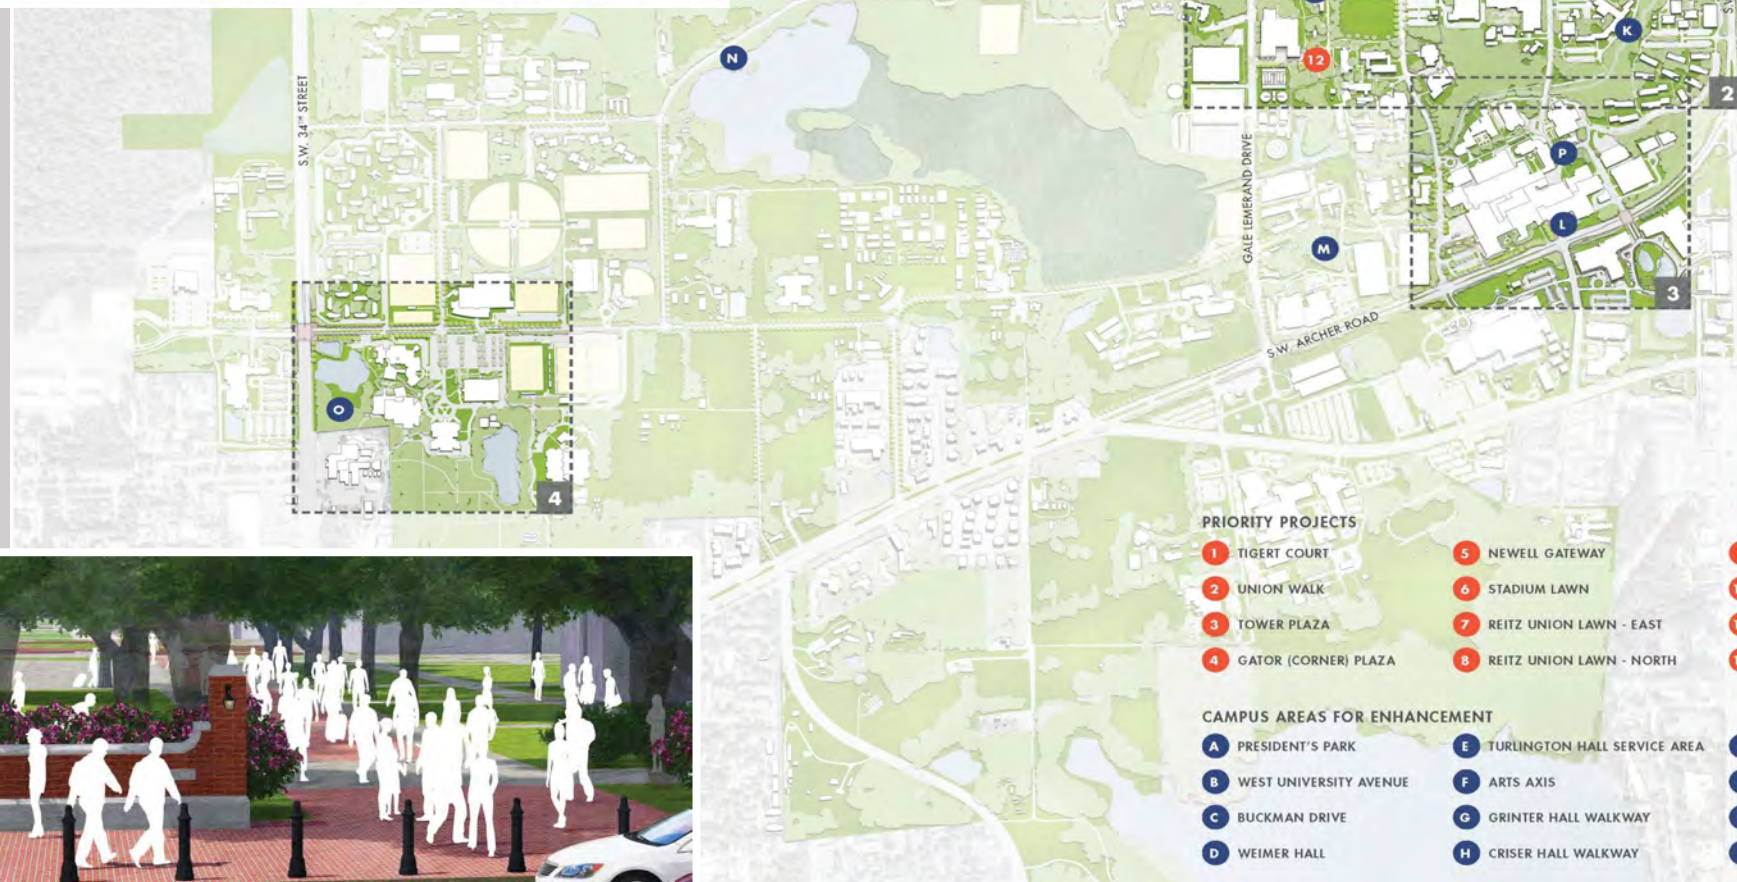 N
K
12
2
S.W. 34TH STREET
GALE LEMERAND DRIVE
P
L
M
3
S.W. ARCHER ROAD
O
4
PRIORITY PROJECTS
1 TIGERT COURT
2 UNION WALK
3 TOWER PLAZA
4 GATOR (CORNER) PLAZA
5 NEWELL GATEWAY
6 STADIUM LAWN
7 REITZ UNION LAWN - EAST
8 REITZ UNION LAWN - NORTH
CAMPUS AREAS FOR ENHANCEMENT
A PRESIDENT'S PARK
B WEST UNIVERSITY AVENUE
C BUCKMAN DRIVE
D WEIMER HALL
E TURLINGTON HALL SERVICE AREA
F ARTS AXIS
G GRINTER HALL WALKWAY
H CRISER HALL WALKWAY